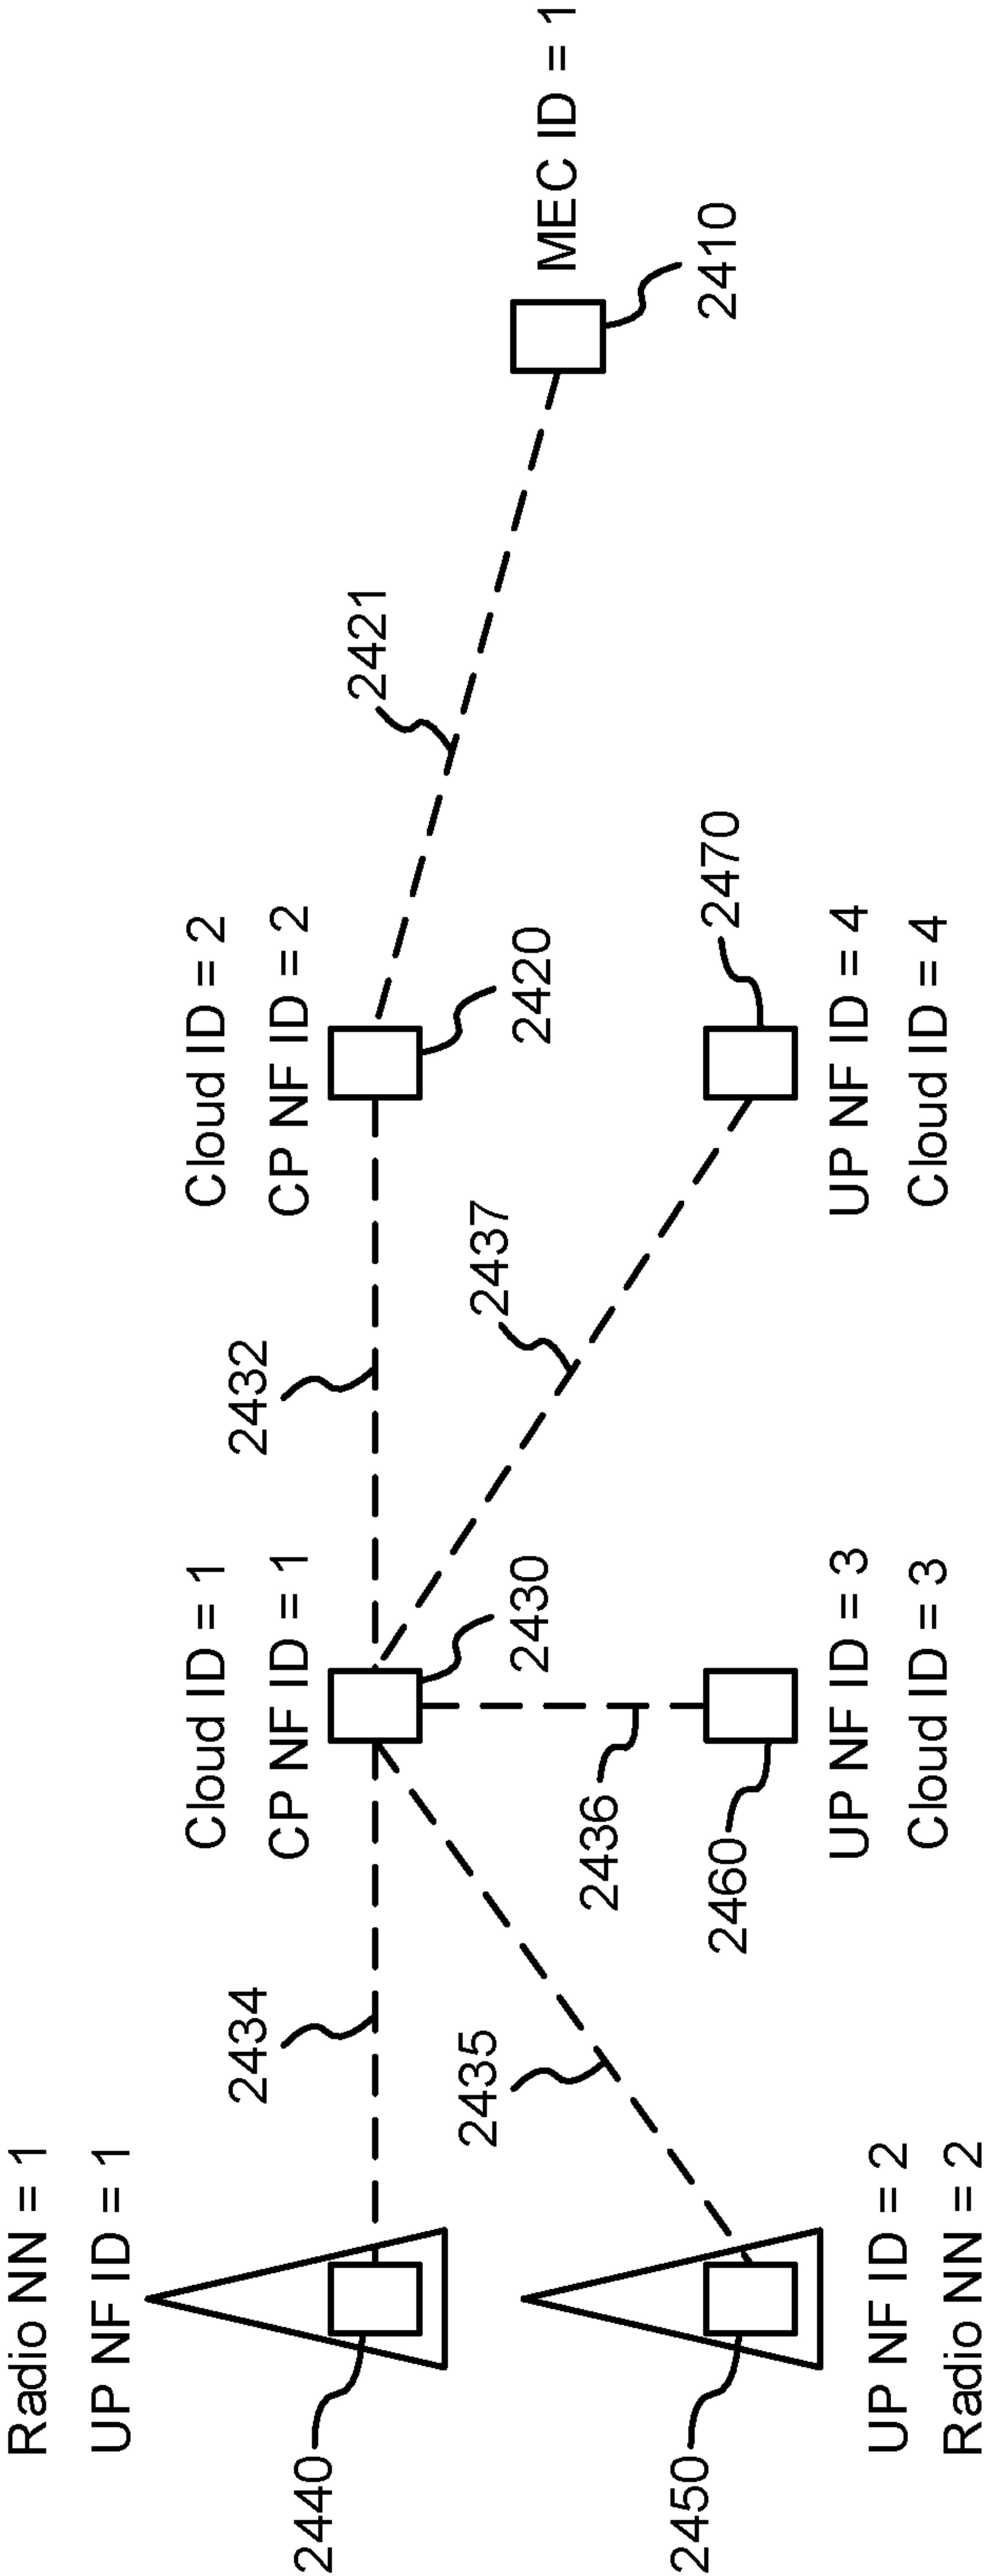 Radio NN = 1
UP NF ID = 1
2440
2434
Cloud ID = 1
CP NF ID = 1
2430
2432
Cloud ID = 2
CP NF ID = 2
2420
2421
MEC ID = 1
2410
2435
2450
UP NF ID = 2
Radio NN = 2
2436
2460
UP NF ID = 3
Cloud ID = 3
2437
2470
UP NF ID = 4
Cloud ID = 4